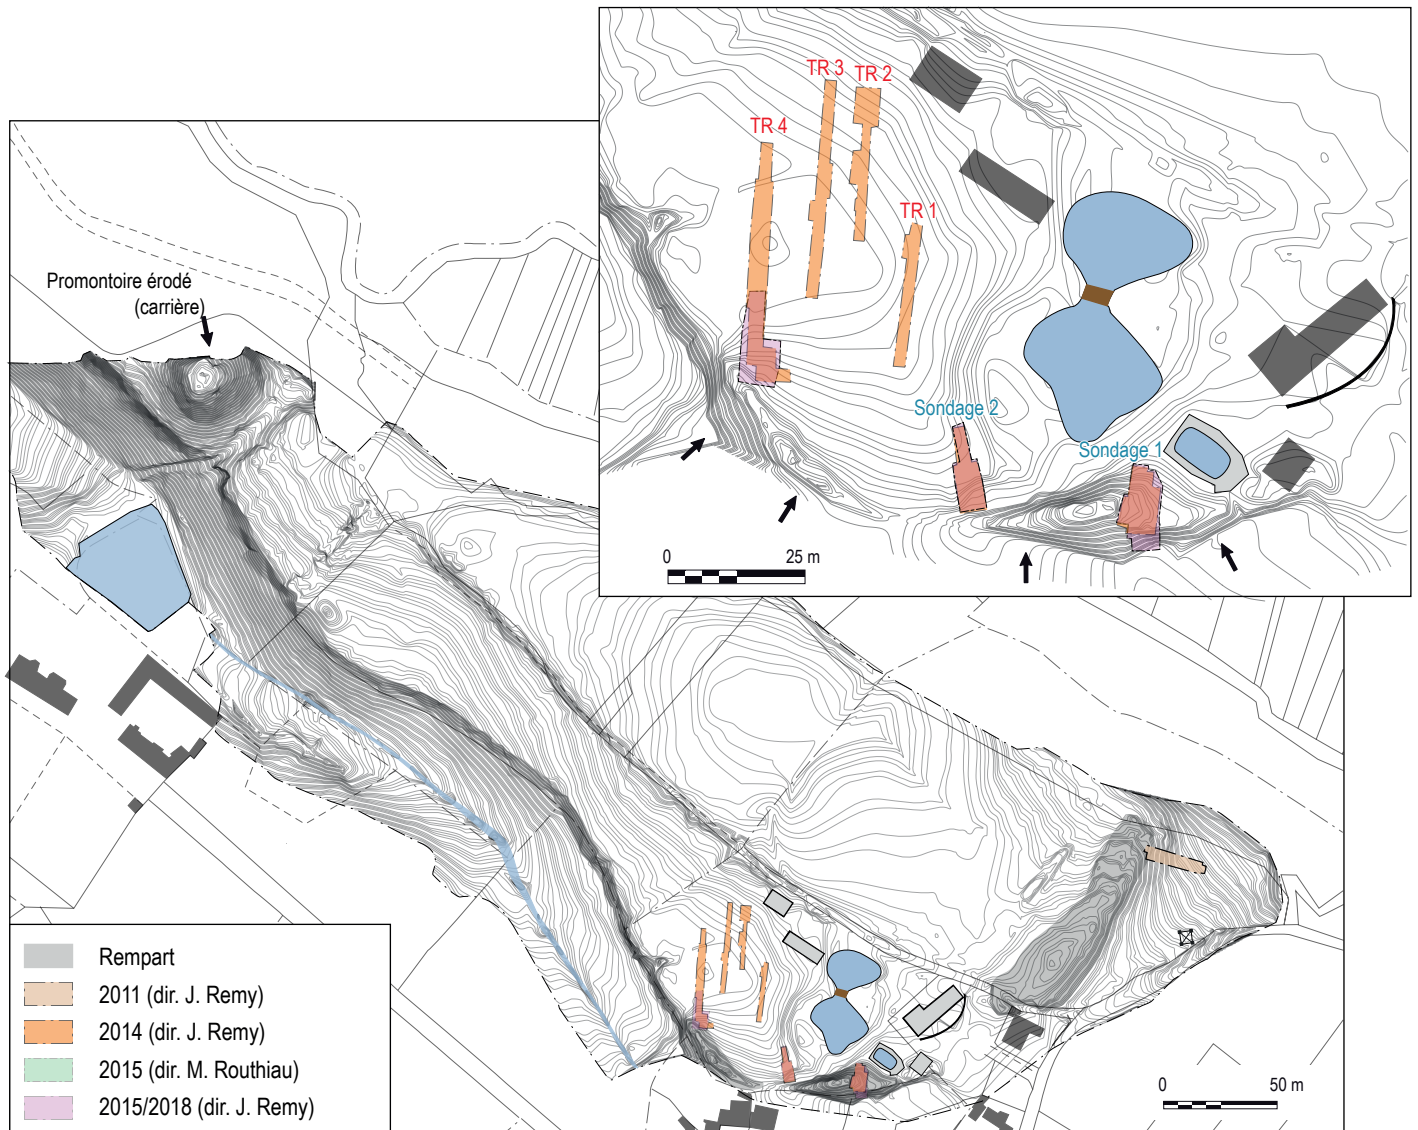 TR 3
TR 2
TR 4
TR 1
Sondage 2
Sondage 1
0
25 m
Promontoire érodé
(carrière)
Rempart
2011 (dir. J. Remy)
2014 (dir. J. Remy)
2015 (dir. M. Routhiau)
2015/2018 (dir. J. Remy)
0
50 m